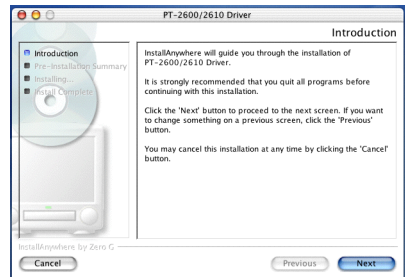 PT-2600/2610 Driver
Introduction
Introduction
Pre-Installation Summary
Installing...
Install Complete
InstallAnywhere will guide you through the installation of
PT-2600/2610 Driver.
It is strongly recommended that you quit all programs before
continuing with this installation.
Click the 'Next' button to proceed to the next screen. If you want
to change something on a previous screen, click the 'Previous'
button.
You may cancel this installation at any time by clicking the 'Cancel'
button.
InstallAnywhere by Zero G
Cancel
Previous
Next